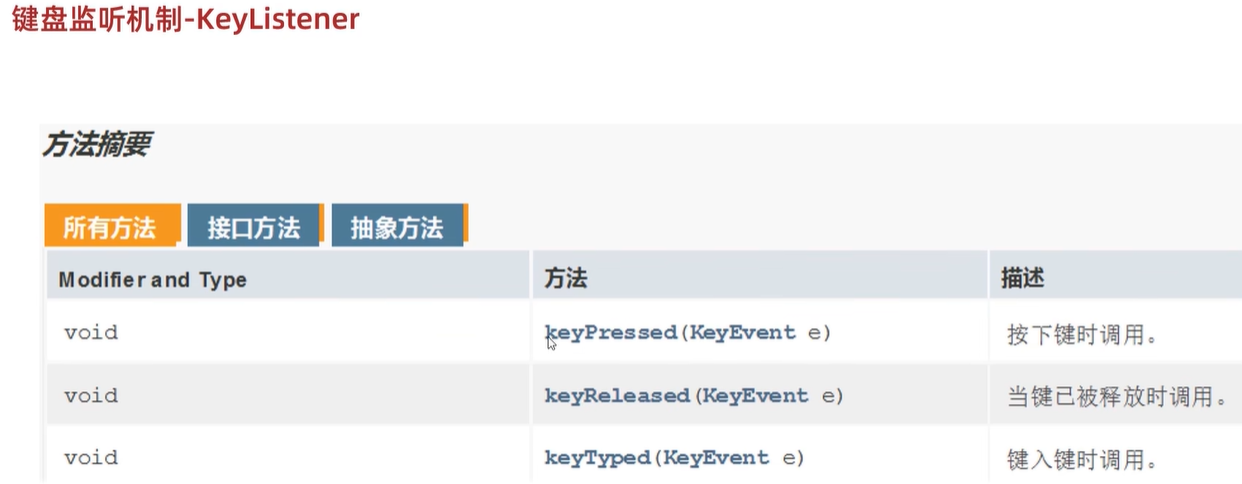 键盘监听机制-KeyListener
方法摘要
所有方法 接口方法 抽象方法
Modifier and Type 方法 描述
void keyPressed(KeyEvent e) 按下键时调用。
void keyReleased(KeyEvent e) 当键已被释放时调用。
void keyTyped(KeyEvent e) 键入键时调用。